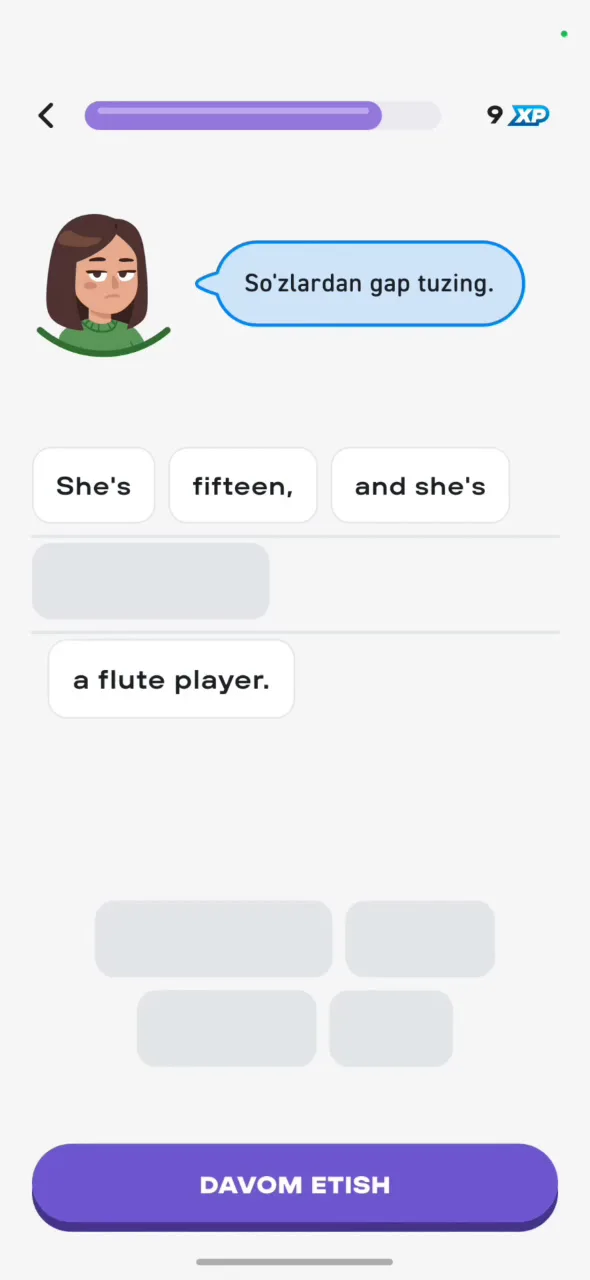 9 XP
So'zlardan gap tuzing.
She's fifteen, and she's
a flute player.
DAVOM ETISH